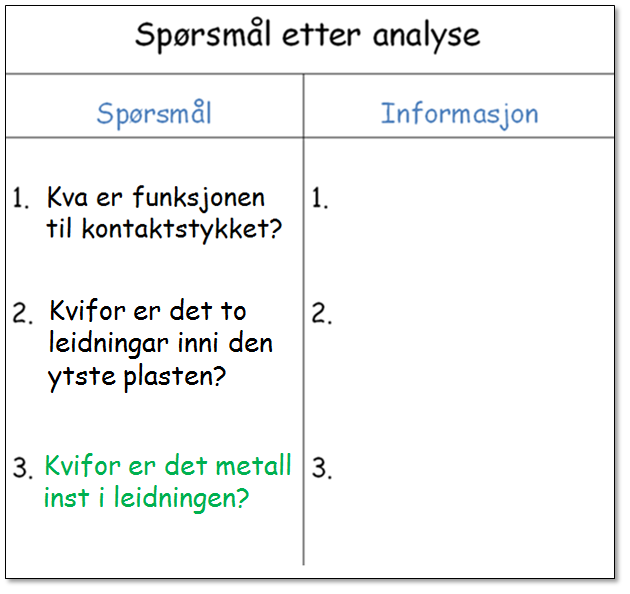 Spørsmål etter analyse
Spørsmål
Informasjon
1. Kva er funksjonen
til kontaktstykket?
1.
2. Kvifor er det to
leidningar inni den
ytste plasten?
2.
3. Kvifor er det metall
inst i leidningen?
3.